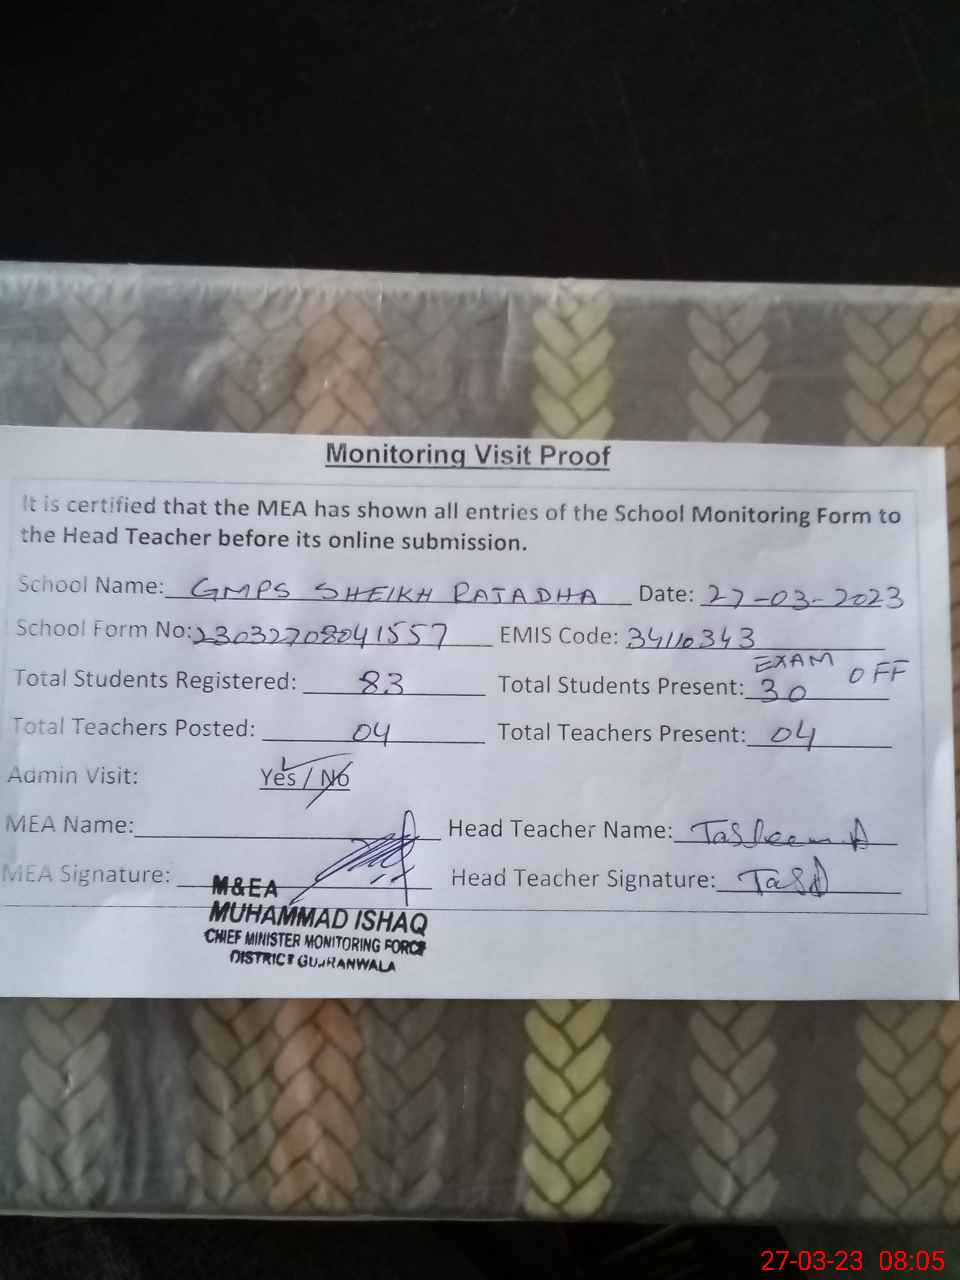 Monitoring Visit Proof
It is certified that the MEA has shown all entries of the School Monitoring Form to
the Head Teacher before its online submission.
School Name: GMPS SHEIKH RAJADHA Date: 27-03-2023
School Form No: 23032708041557 EMIS Code: 34110343
EXAM OFF
Total Students Registered: 83 Total Students Present: 30
Total Teachers Posted: 04 Total Teachers Present: 04
Admin Visit: Yes / No
MEA Name: Head Teacher Name: Tasleem A
MEA Signature: Head Teacher Signature:
M&EA
MUHAMMAD ISHAQ
CHIEF MINISTER MONITORING FORCE
DISTRICT GUJRANWALA
27-03-23 08:05